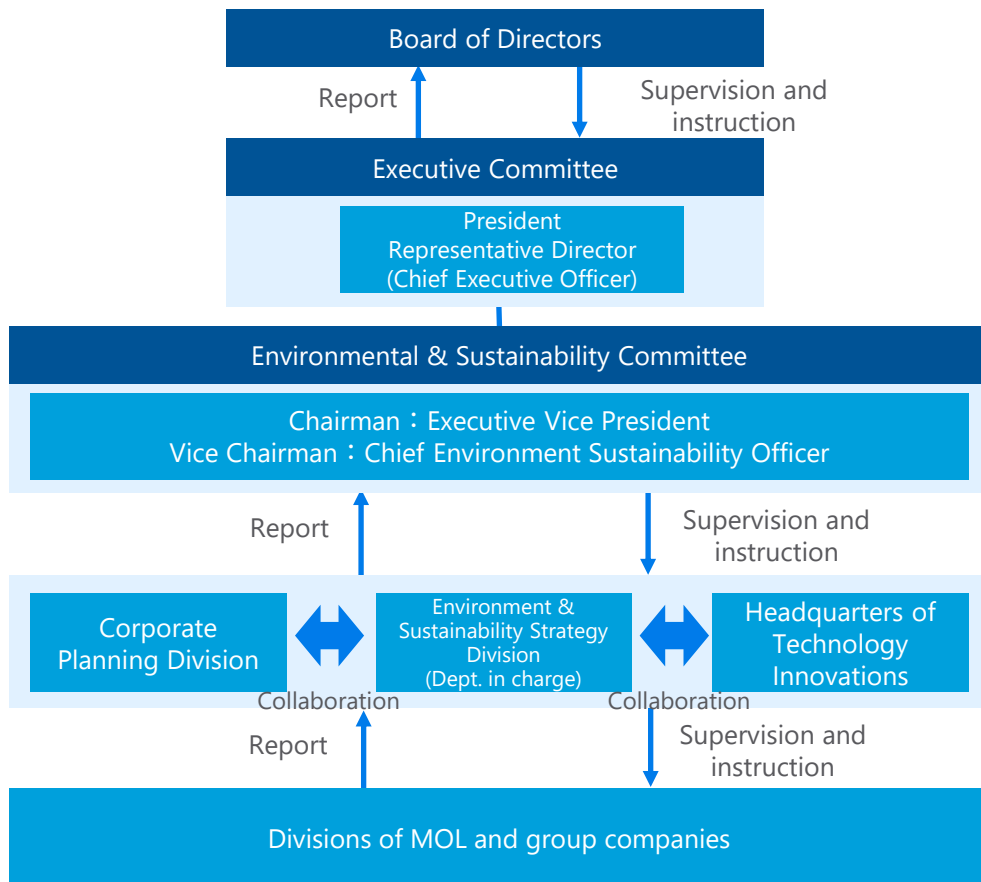 Board of Directors
Report
Supervision and
instruction
Executive Committee
President
Representative Director
(Chief Executive Officer)
Environmental & Sustainability Committee
Chairman：Executive Vice President
Vice Chairman：Chief Environment Sustainability Officer
Report
Supervision and
instruction
Corporate
Planning Division
Environment &
Sustainability Strategy
Division
(Dept. in charge)
Headquarters of
Technology
Innovations
Collaboration
Collaboration
Report
Supervision and
instruction
Divisions of MOL and group companies